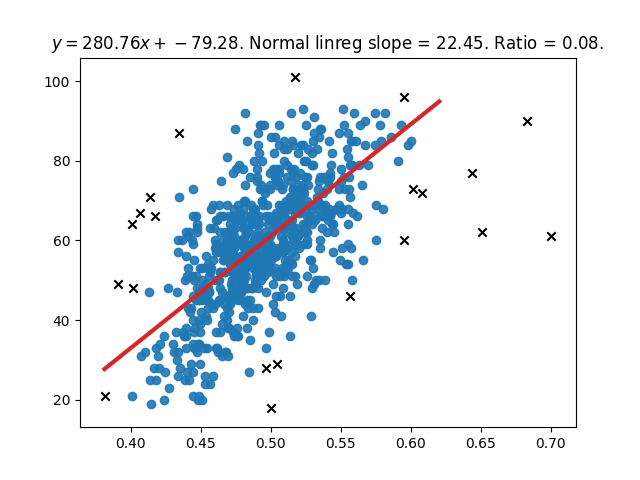 y = 280.76x + −79.28. Normal linreg slope = 22.45. Ratio = 0.08.
100
80
60
40
20
0.40 0.45 0.50 0.55 0.60 0.65 0.70